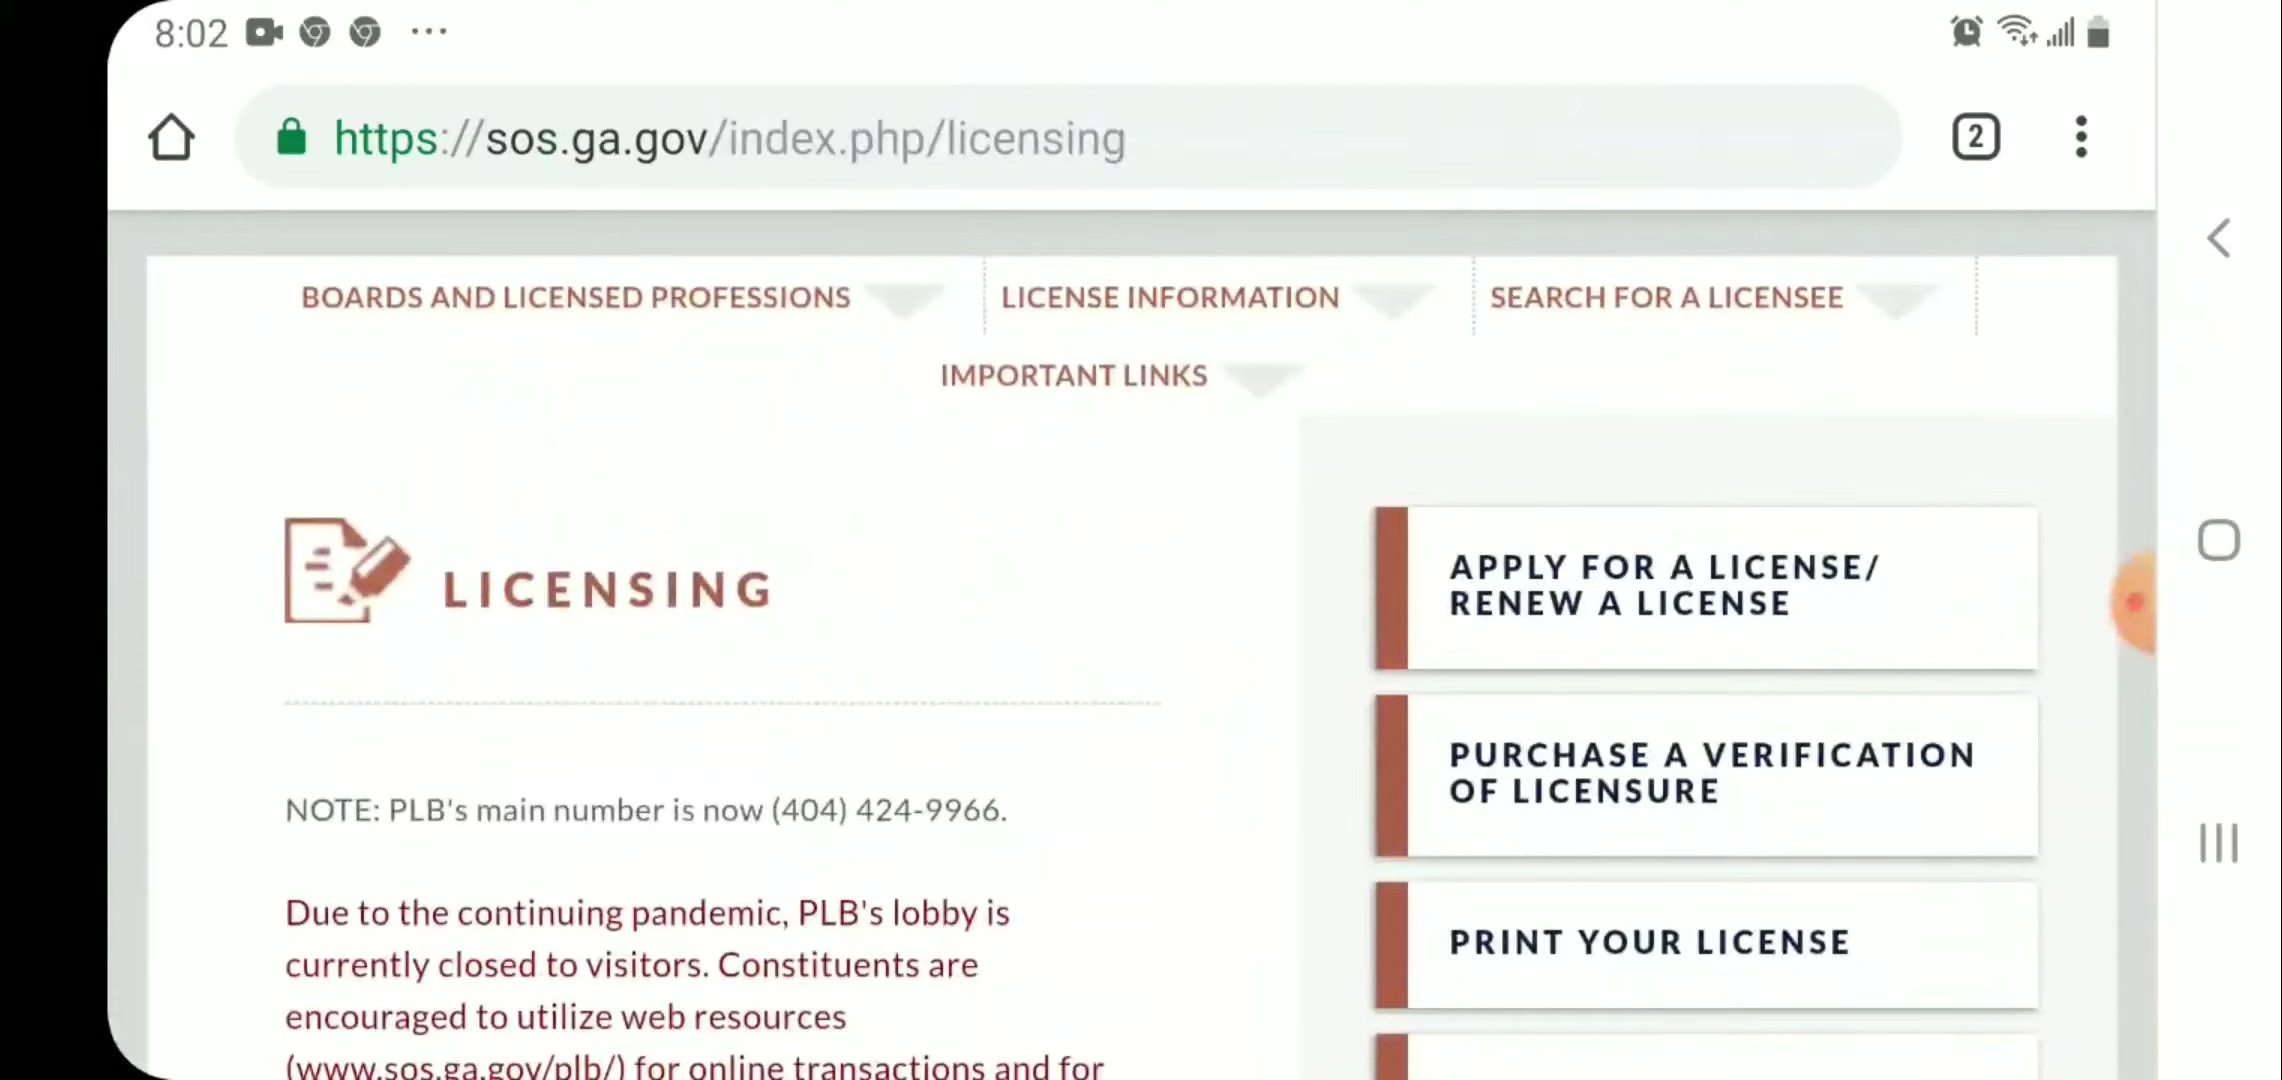 8:02
https://sos.ga.gov/index.php/licensing
2
BOARDS AND LICENSED PROFESSIONS
LICENSE INFORMATION
SEARCH FOR A LICENSEE
IMPORTANT LINKS
LICENSING
NOTE: PLB's main number is now (404) 424-9966.
Due to the continuing pandemic, PLB's lobby is
currently closed to visitors. Constituents are
encouraged to utilize web resources
(www.sos.ga.gov/plb/) for online transactions and for
APPLY FOR A LICENSE/
RENEW A LICENSE
PURCHASE A VERIFICATION
OF LICENSURE
PRINT YOUR LICENSE